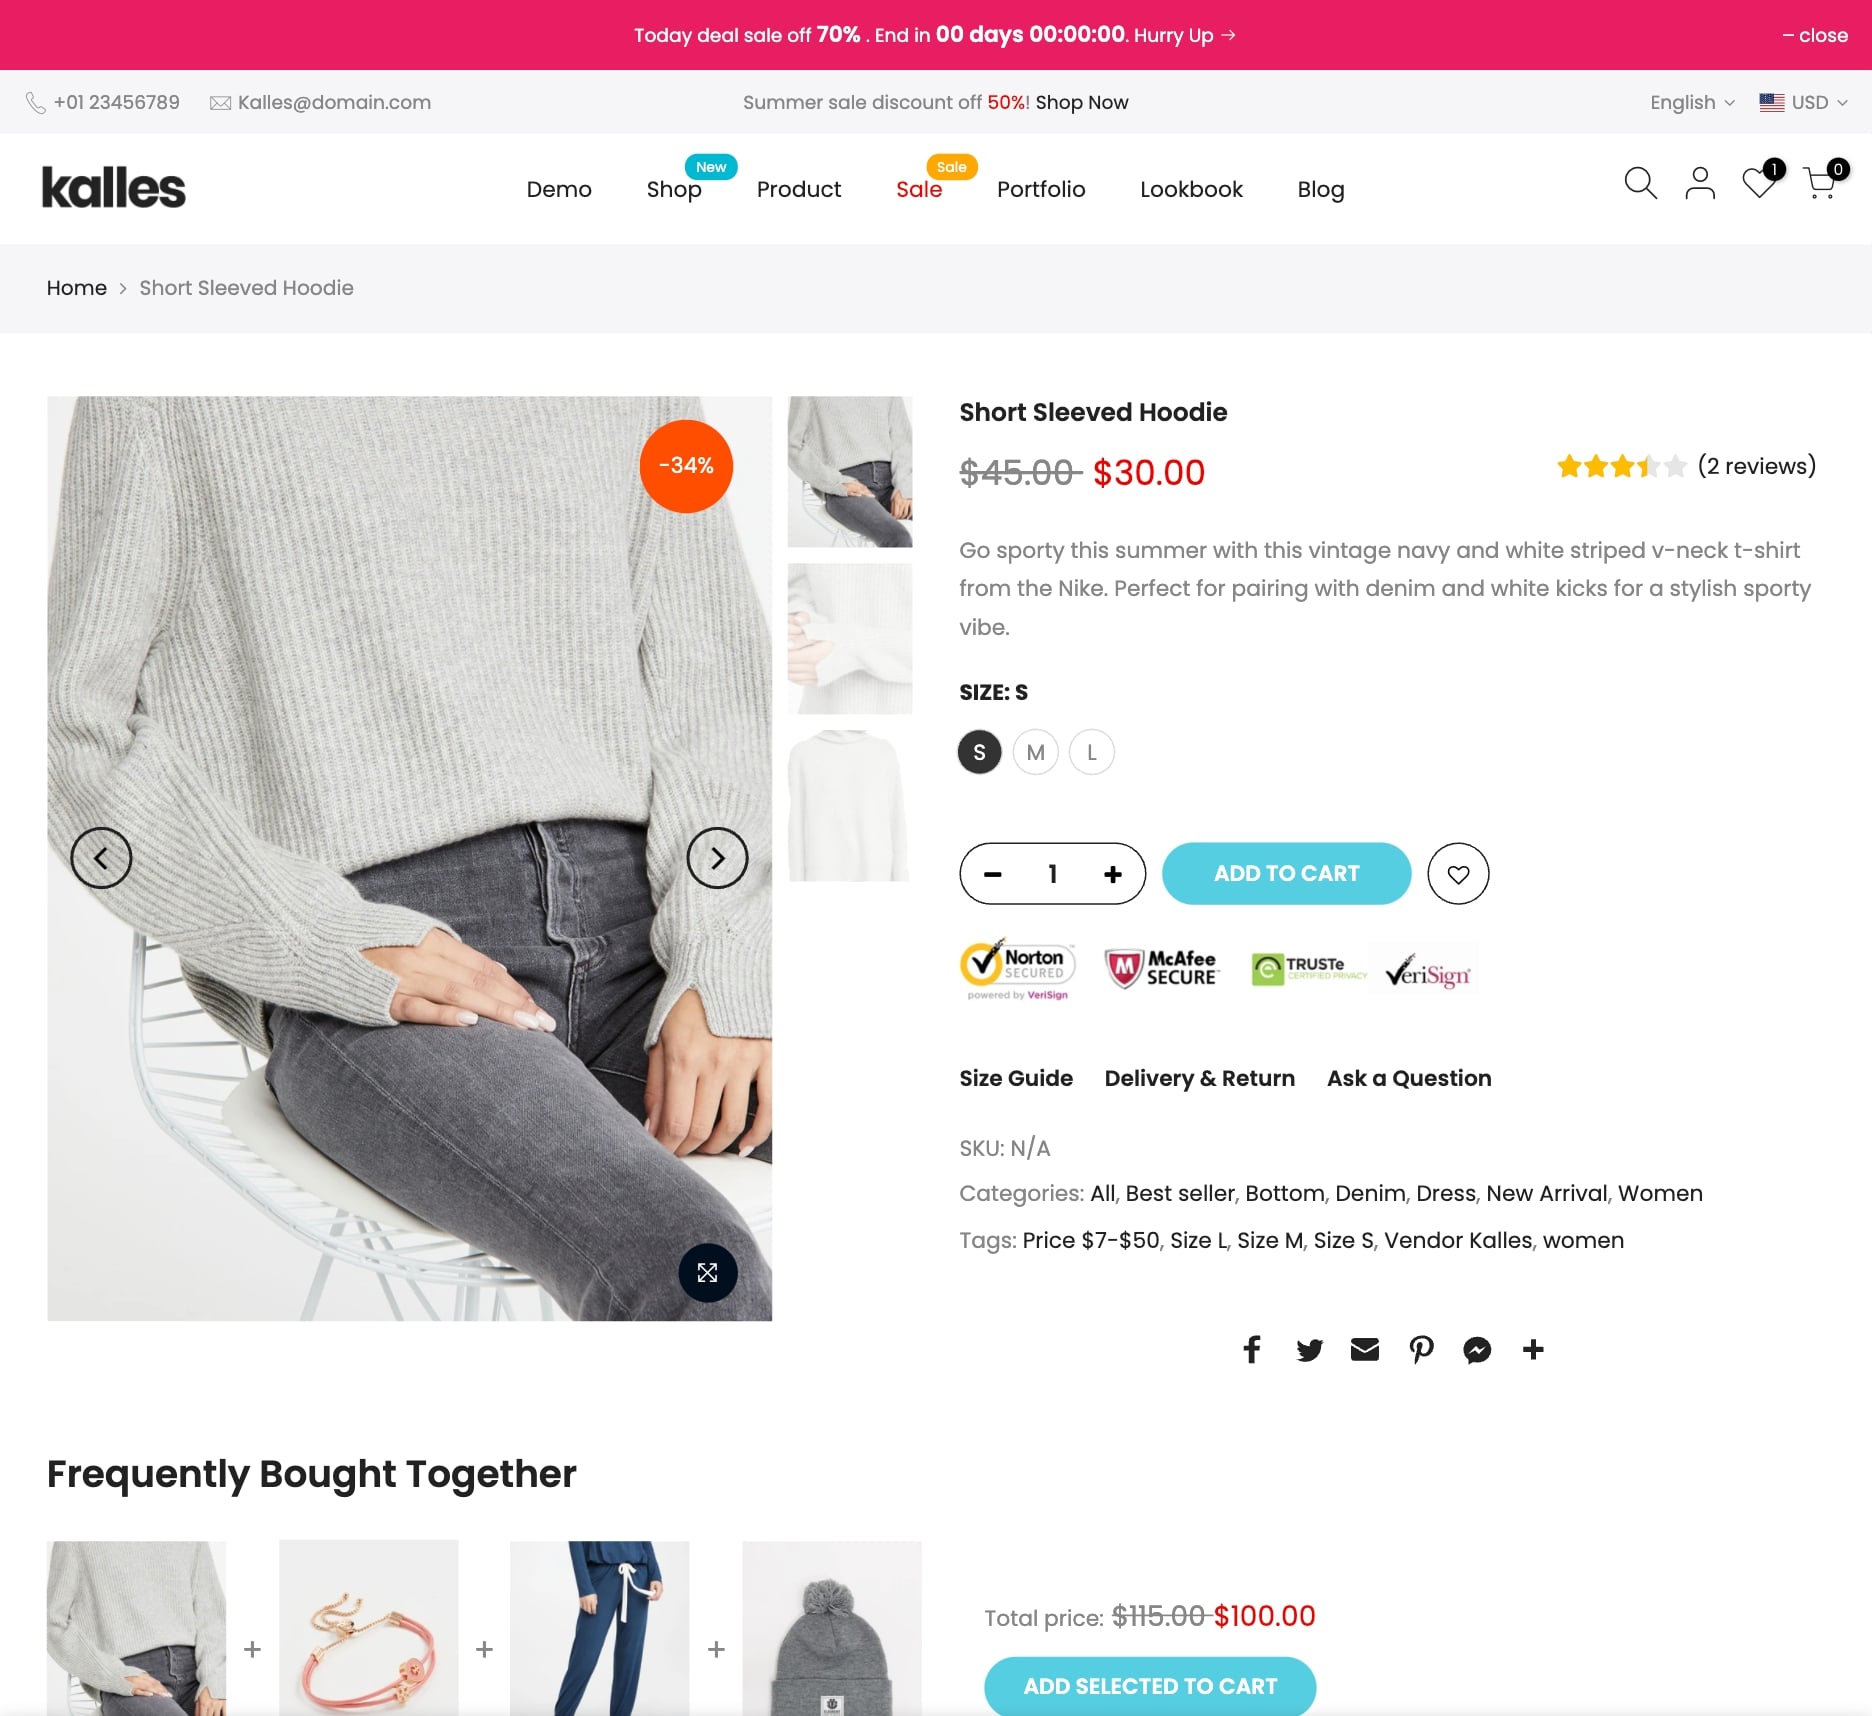 Today deal sale off 70% . End in 00 days 00:00:00. Hurry Up →
– close
+01 23456789
Kalles@domain.com
Summer sale discount off 50%! Shop Now
English
USD
kalles
Demo
Shop
New
Product
Sale
Sale
Portfolio
Lookbook
Blog
1
0
Home > Short Sleeved Hoodie
-34%
Short Sleeved Hoodie
$45.00 $30.00
(2 reviews)
Go sporty this summer with this vintage navy and white striped v-neck t-shirt
from the Nike. Perfect for pairing with denim and white kicks for a stylish sporty
vibe.
SIZE: S
S
M
L
− 1 +
ADD TO CART
Norton
SECURED
powered by VeriSign
McAfee
SECURE
TRUSTe
CERTIFIED PRIVACY
VeriSign
Size Guide
Delivery & Return
Ask a Question
SKU: N/A
Categories: All, Best seller, Bottom, Denim, Dress, New Arrival, Women
Tags: Price $7-$50, Size L, Size M, Size S, Vendor Kalles, women
Frequently Bought Together
+
+
+
Total price: $115.00 $100.00
ADD SELECTED TO CART